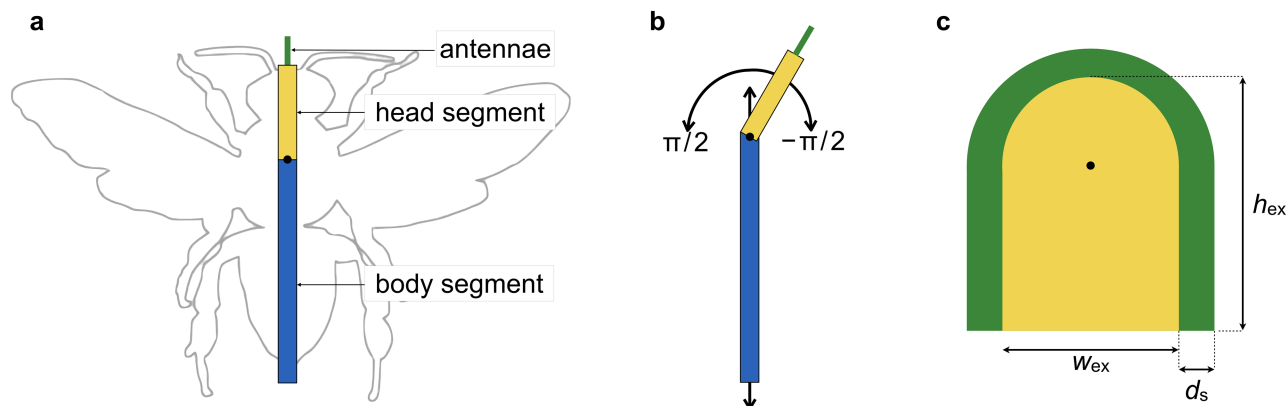 a
antennae
head segment
body segment
b
π/2
−π/2
c
hex
wex
ds